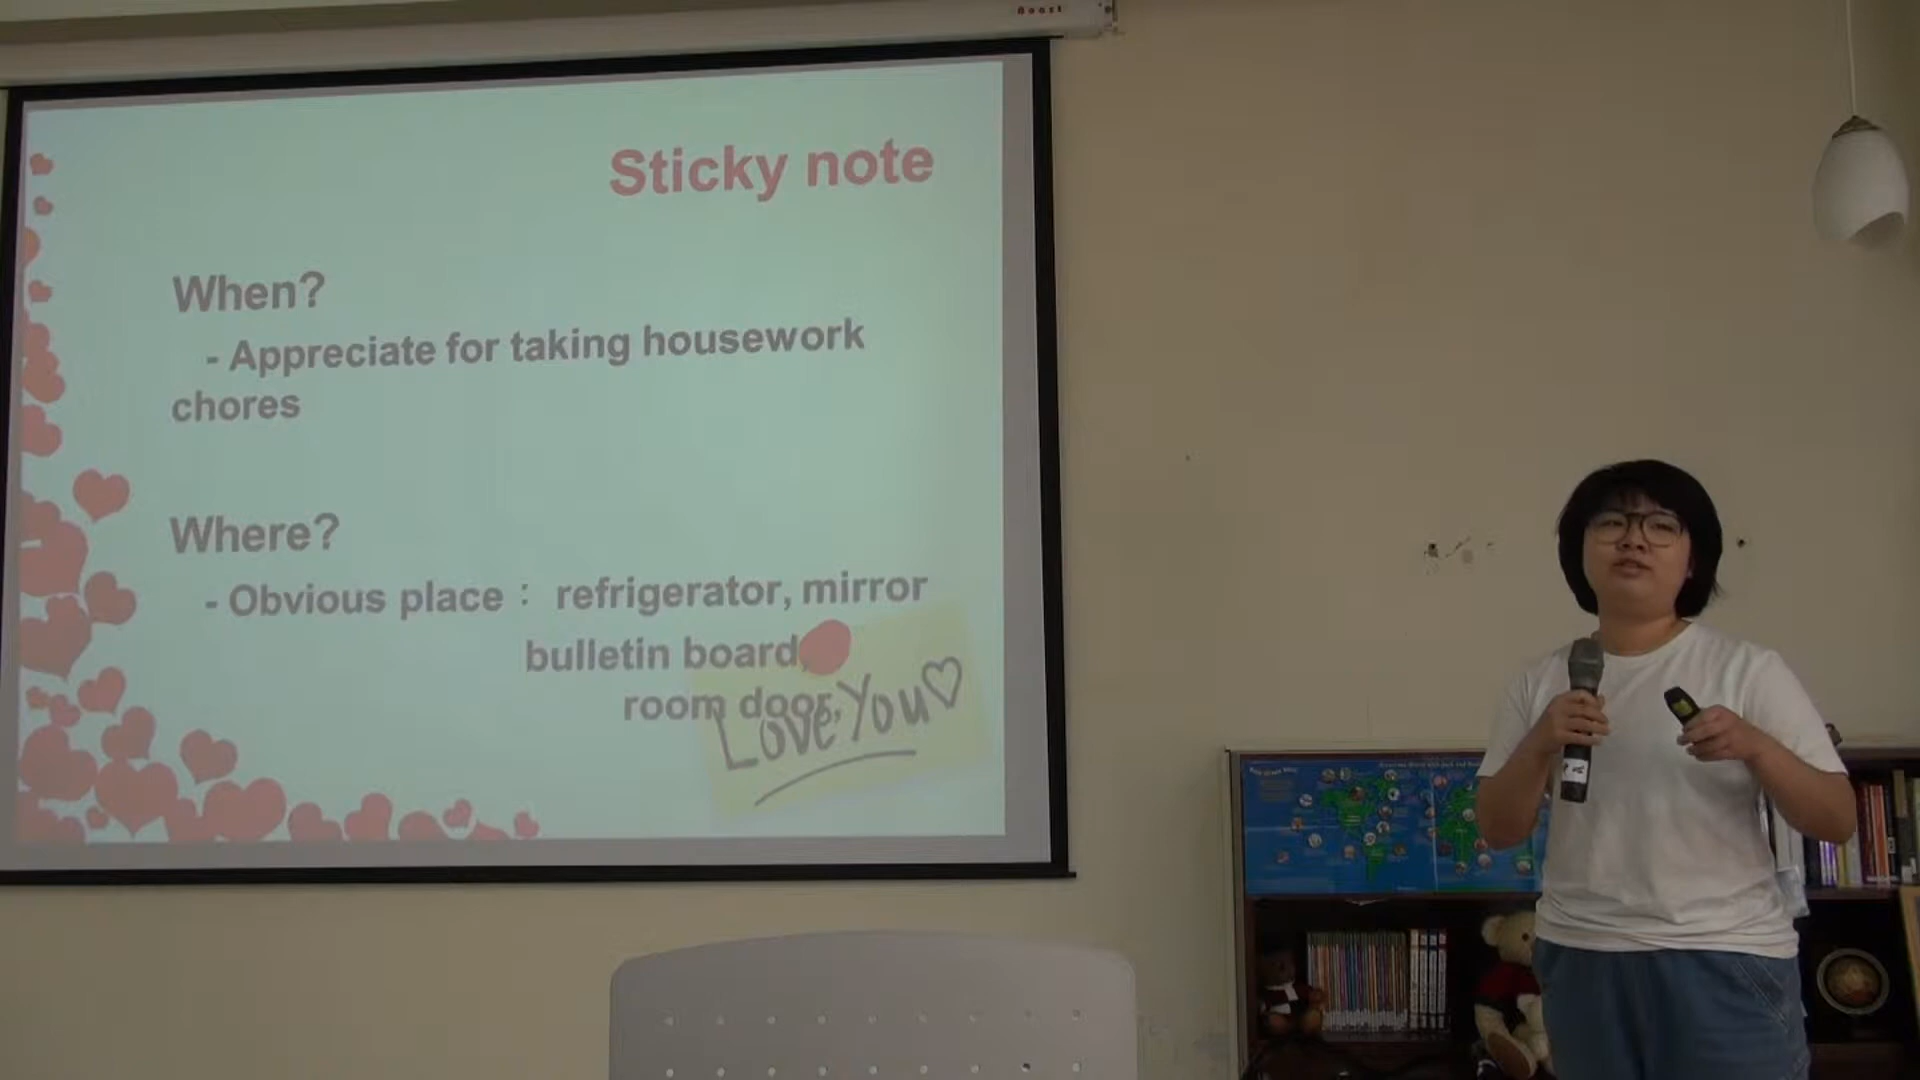 Boost
Sticky note
When?
- Appreciate for taking housework
chores
Where?
- Obvious place： refrigerator, mirror
bulletin board,
room door,
Love You♡